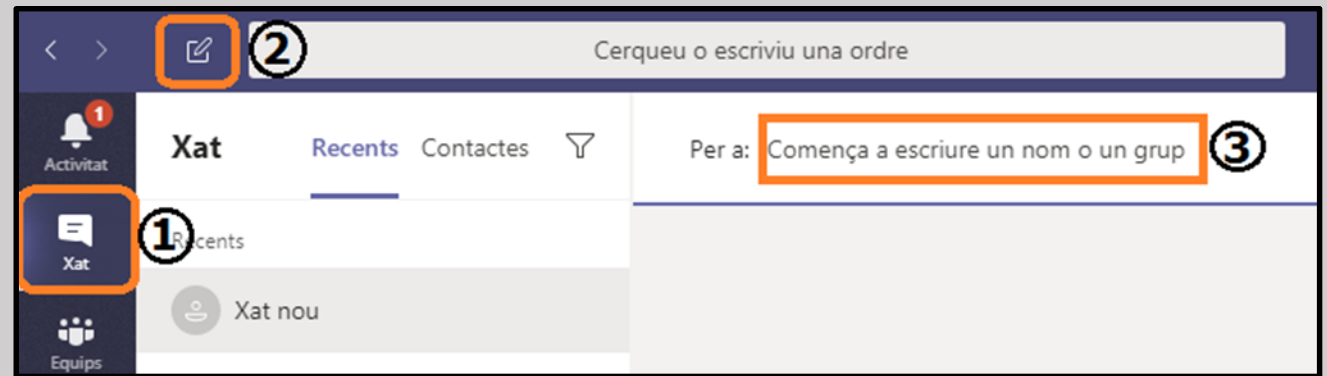 ②
Cerqueu o escriviu una ordre
1
Activitat
Xat
Recents
Contactes
Per a:
Comença a escriure un nom o un grup
③
Xat
①
Recents
Xat nou
Equips